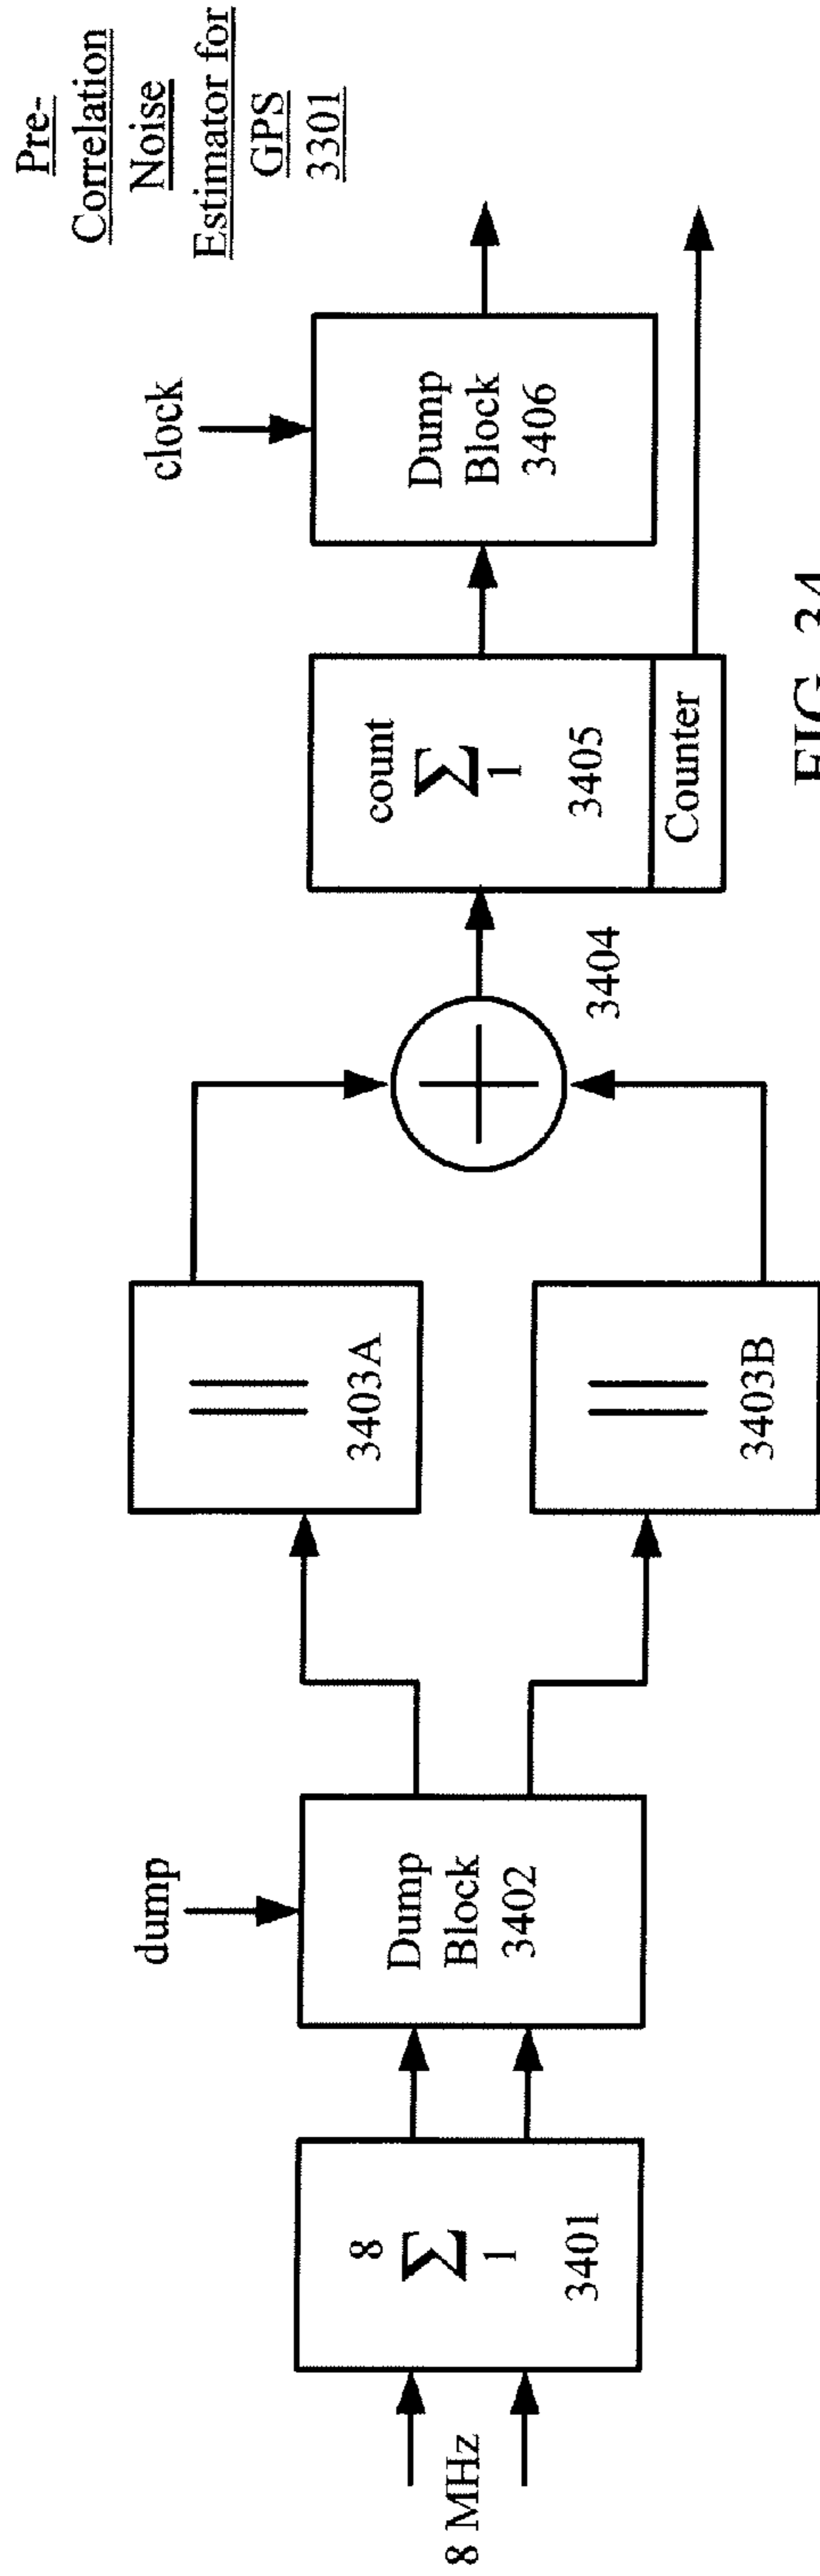 Pre-
Correlation
Noise
Estimator for
GPS
3301
8 MHz
8
Σ
1
3401
dump
Dump
Block
3402
||
3403A
||
3403B
+
3404
count
Σ
1
3405
Counter
clock
Dump
Block
3406
FIG. 34